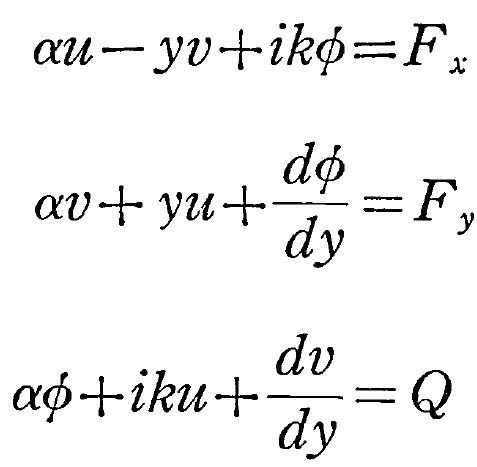 αu − yv + ikφ = F_x
αv + yu + dφ/dy = F_y
αφ + iku + dv/dy = Q